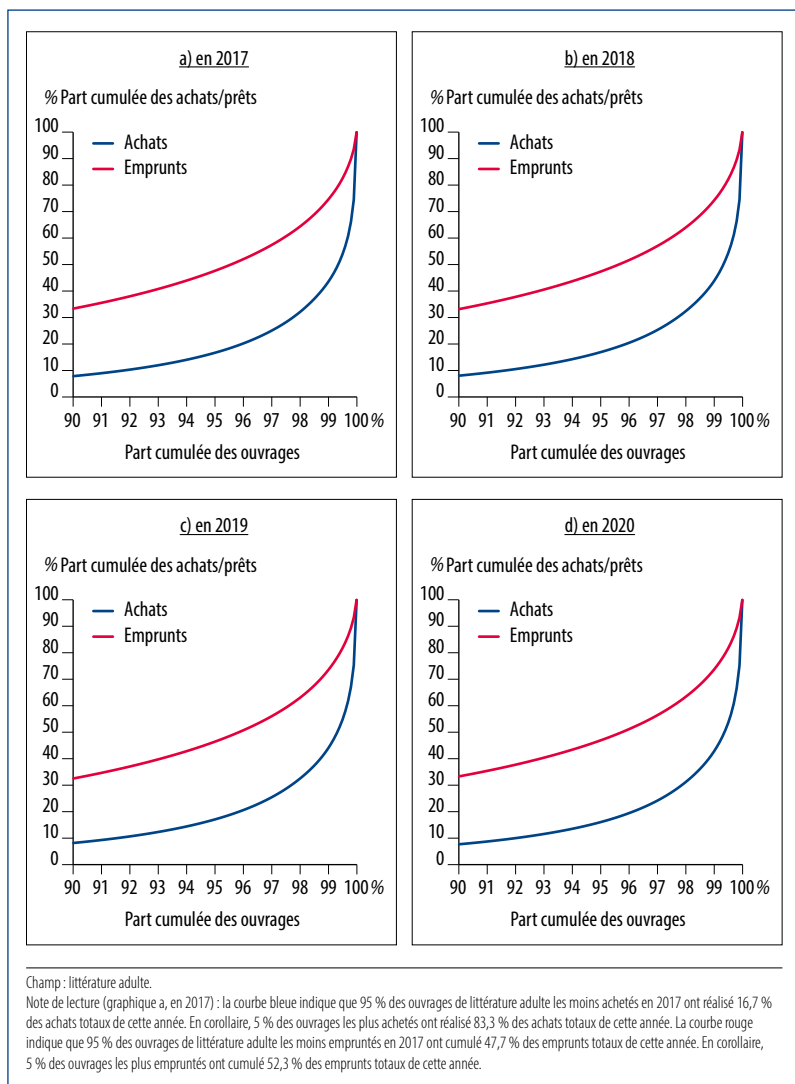 a) en 2017
% Part cumulée des achats/prêts
100
90
80
70
60
50
40
30
20
10
0
Achats
Emprunts
90 91 92 93 94 95 96 97 98 99 100 %
Part cumulée des ouvrages
b) en 2018
% Part cumulée des achats/prêts
100
90
80
70
60
50
40
30
20
10
0
Achats
Emprunts
90 91 92 93 94 95 96 97 98 99 100 %
Part cumulée des ouvrages
c) en 2019
% Part cumulée des achats/prêts
100
90
80
70
60
50
40
30
20
10
0
Achats
Emprunts
90 91 92 93 94 95 96 97 98 99 100 %
Part cumulée des ouvrages
d) en 2020
% Part cumulée des achats/prêts
100
90
80
70
60
50
40
30
20
10
0
Achats
Emprunts
90 91 92 93 94 95 96 97 98 99 100 %
Part cumulée des ouvrages
Champ : littérature adulte.
Note de lecture (graphique a, en 2017) : la courbe bleue indique que 95 % des ouvrages de littérature adulte les moins achetés en 2017 ont réalisé 16,7 %
des achats totaux de cette année. En corollaire, 5 % des ouvrages les plus achetés ont réalisé 83,3 % des achats totaux de cette année. La courbe rouge
indique que 95 % des ouvrages de littérature adulte les moins empruntés en 2017 ont cumulé 47,7 % des emprunts totaux de cette année. En corollaire,
5 % des ouvrages les plus empruntés ont cumulé 52,3 % des emprunts totaux de cette année.